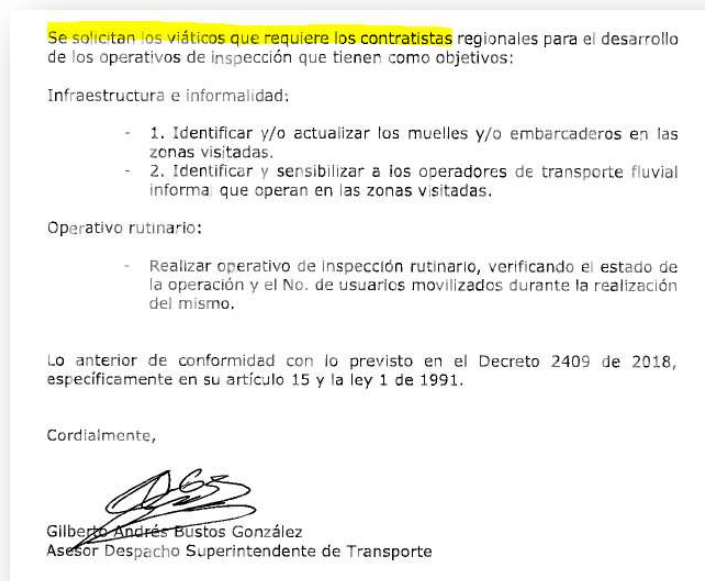 Se solicitan los viáticos que requiere los contratistas regionales para el desarrollo
de los operativos de inspección que tienen como objetivos:
Infraestructura e informalidad:
- 1. Identificar y/o actualizar los muelles y/o embarcaderos en las
zonas visitadas.
- 2. Identificar y sensibilizar a los operadores de transporte fluvial
informal que operan en las zonas visitadas.
Operativo rutinario:
- Realizar operativo de inspección rutinario, verificando el estado de
la operación y el No. de usuarios movilizados durante la realización
del mismo.
Lo anterior de conformidad con lo previsto en el Decreto 2409 de 2018,
específicamente en su artículo 15 y la ley 1 de 1991.
Cordialmente,
Gilberto Andrés Bustos González
Asesor Despacho Superintendente de Transporte